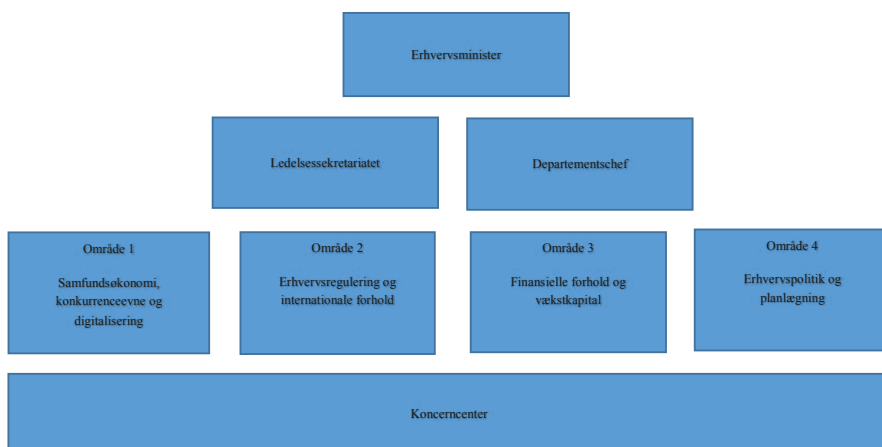 Erhvervsminister
Ledelsessekretariatet
Departementschef
Område 1
Samfundsøkonomi,
konkurrenceevne og
digitalisering
Område 2
Erhvervsregulering og
internationale forhold
Område 3
Finansielle forhold og
vækstkapital
Område 4
Erhvervspolitik og
planlægning
Koncerncenter